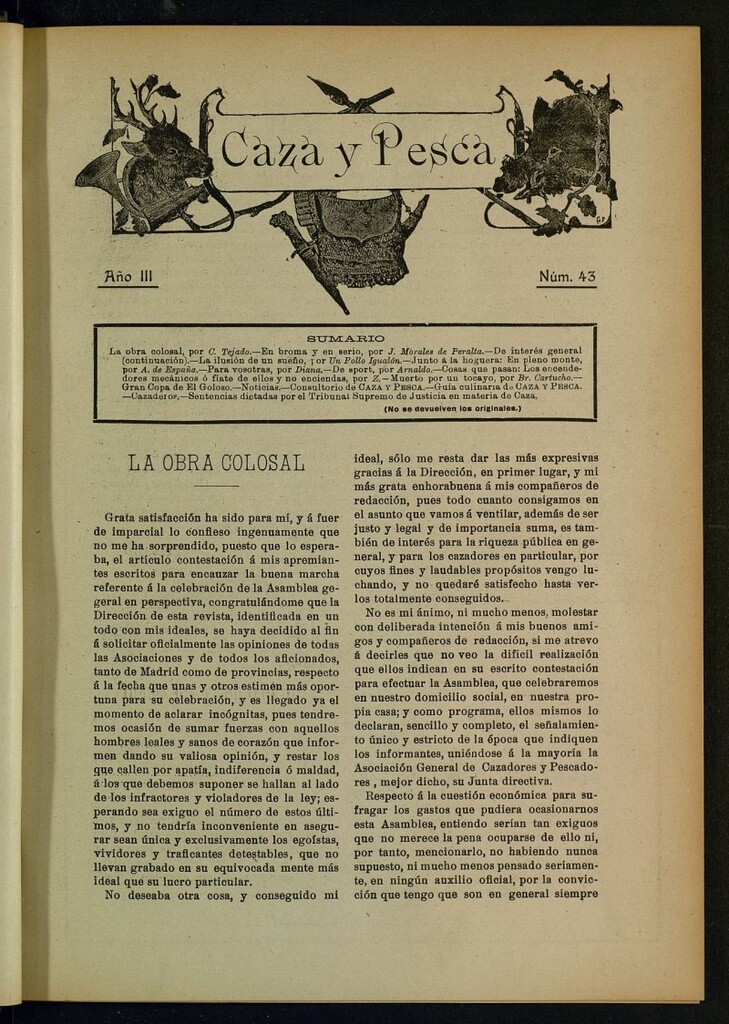 Caza y Pesca
Año III
Núm. 43
SUMARIO
La obra colosal, por C. Tejado.—En broma y en serio, por J. Morales de Peralta.—De interés general
(continuación).—La ilusión de un sueño, por Un Pollo Igualón.—Junto á la hoguera: En pleno monte,
por A. de España.—Para vosotras, por Diana.—De sport, por Arnaldo.—Cosas que pasan: Los encende-
dores mecánicos ó fíate de ellos y no enciendas, por Z.—Muerto por un tocayo, por Br. Cartucho.—
Gran Copa de El Goloso.—Noticias.—Consultorio de CAZA Y PESCA.—Guía culinaria de CAZA Y PESCA.
—Cazaderos.—Sentencias dictadas por el Tribunal Supremo de Justicia en materia de Caza.
(No se devuelven los originales.)
LA OBRA COLOSAL
Grata satisfacción ha sido para mí, y á fuer
de imparcial lo confieso ingenuamente que
no me ha sorprendido, puesto que lo espera-
ba, el artículo contestación á mis apremian-
tes escritos para encauzar la buena marcha
referente á la celebración de la Asamblea ge-
geral en perspectiva, congratulándome que la
Dirección de esta revista, identificada en un
todo con mis ideales, se haya decidido al fin
á solicitar oficialmente las opiniones de todas
las Asociaciones y de todos los aficionados,
tanto de Madrid como de provincias, respecto
á la fecha que unas y otros estimen más opor-
tuna para su celebración, y es llegado ya el
momento de aclarar incógnitas, pues tendre-
mos ocasión de sumar fuerzas con aquellos
hombres leales y sanos de corazón que infor-
men dando su valiosa opinión, y restar los
que callen por apatía, indiferencia ó maldad,
á los que debemos suponer se hallan al lado
de los infractores y violadores de la ley; es-
perando sea exiguo el número de estos últi-
mos, y no tendría inconveniente en asegu-
rar sean única y exclusivamente los egoístas,
vividores y traficantes detestables, que no
llevan grabado en su equivocada mente más
ideal que su lucro particular.
No deseaba otra cosa, y conseguido mi
ideal, sólo me resta dar las más expresivas
gracias á la Dirección, en primer lugar, y mi
más grata enhorabuena á mis compañeros de
redacción, pues todo cuanto consigamos en
el asunto que vamos á ventilar, además de ser
justo y legal y de importancia suma, es tam-
bién de interés para la riqueza pública en ge-
neral, y para los cazadores en particular, por
cuyos fines y laudables propósitos vengo lu-
chando, y no quedaré satisfecho hasta ver-
los totalmente conseguidos.
No es mi ánimo, ni mucho menos, molestar
con deliberada intención á mis buenos ami-
gos y compañeros de redacción, si me atrevo
á decirles que no veo la difícil realización
que ellos indican en su escrito contestación
para efectuar la Asamblea, que celebraremos
en nuestro domicilio social, en nuestra pro-
pia casa; y como programa, ellos mismos lo
declaran, sencillo y completo, el señalamien-
to único y estricto de la época que indiquen
los informantes, uniéndose á la mayoría la
Asociación General de Cazadores y Pescado-
res , mejor dicho, su Junta directiva.
Respecto á la cuestión económica para su-
fragar los gastos que pudiera ocasionarnos
esta Asamblea, entiendo serían tan exiguos
que no merece la pena ocuparse de ello ni,
por tanto, mencionarlo, no habiendo nunca
supuesto, ni mucho menos pensado seriamen-
te, en ningún auxilio oficial, por la convic-
ción que tengo que son en general siempre